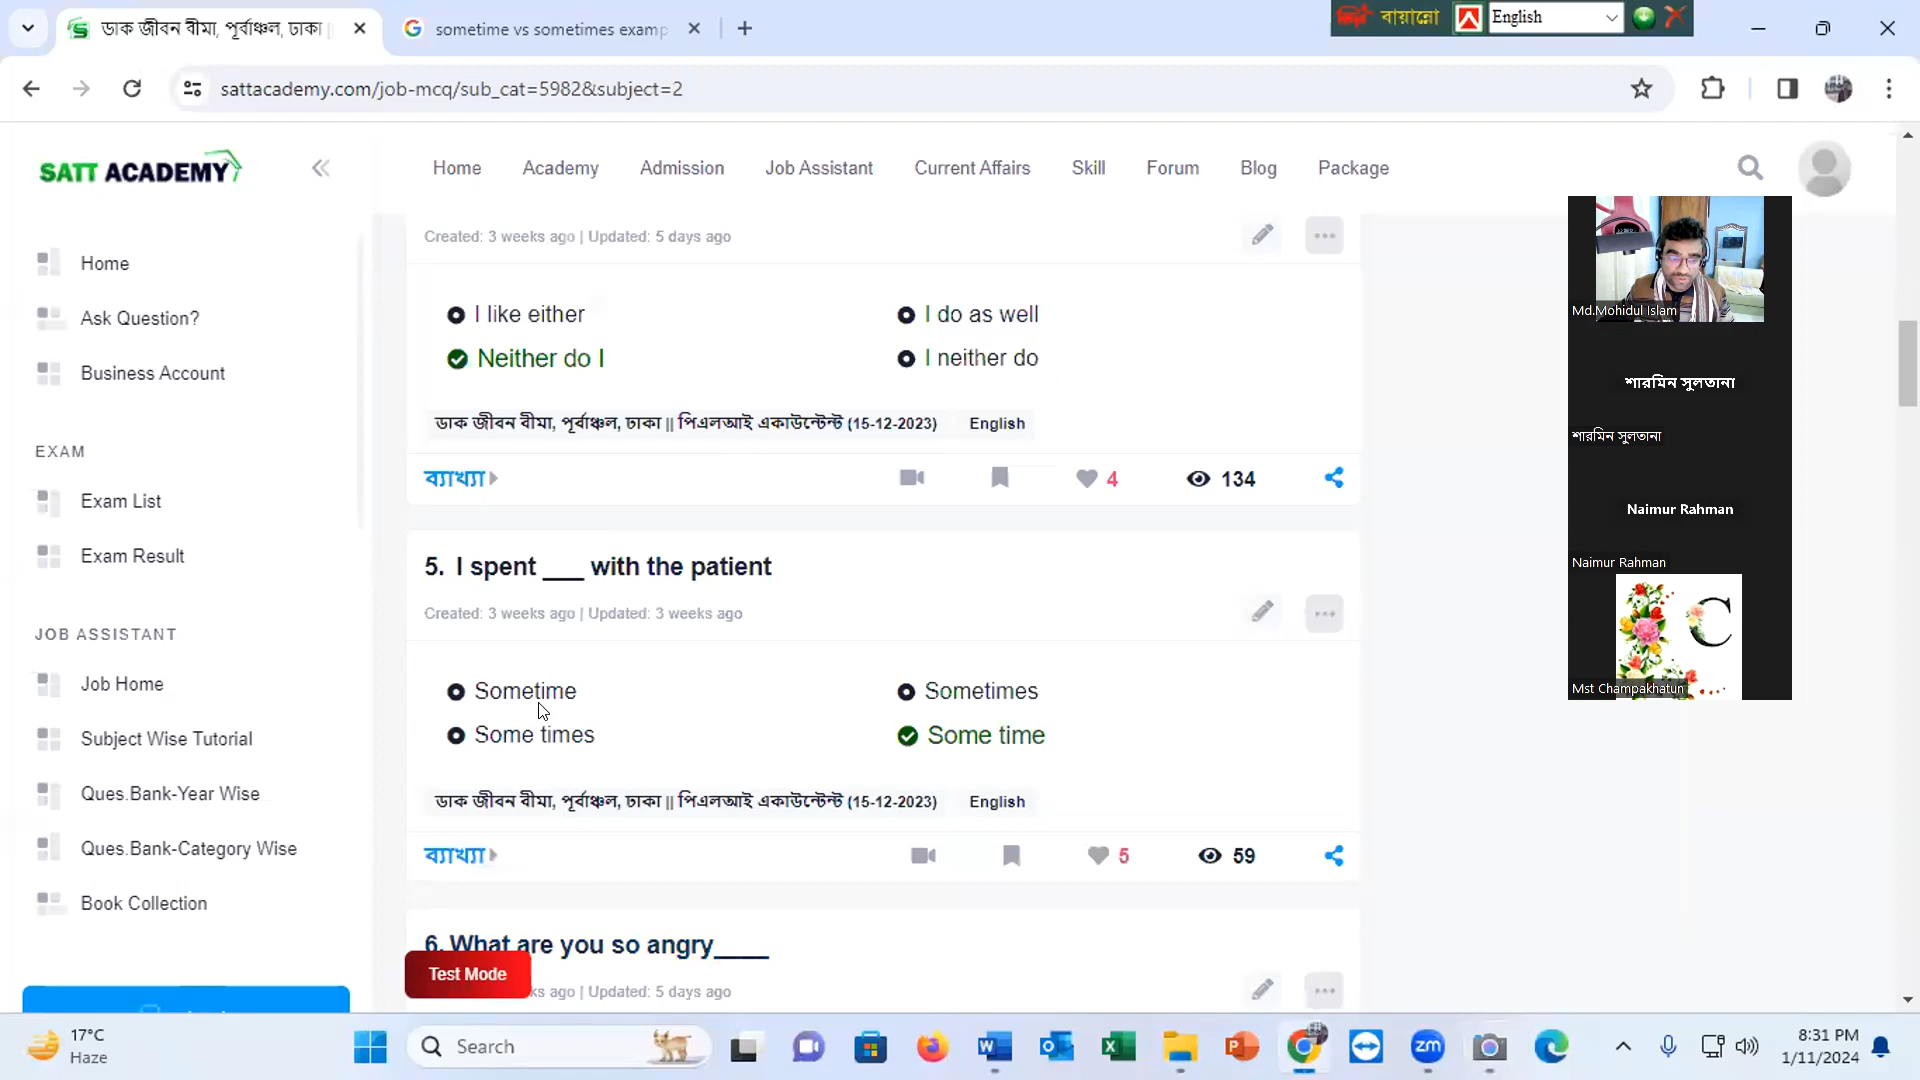 ডাক জীবন বীমা, পূর্বাঞ্চল, ঢাকা |
sometime vs sometimes examp
বায়ান্নো
English
sattacademy.com/job-mcq/sub_cat=5982&subject=2
SATT ACADEMY
Home
Academy
Admission
Job Assistant
Current Affairs
Skill
Forum
Blog
Package
Home
Ask Question?
Business Account
EXAM
Exam List
Exam Result
JOB ASSISTANT
Job Home
Subject Wise Tutorial
Ques.Bank-Year Wise
Ques.Bank-Category Wise
Book Collection
Created: 3 weeks ago | Updated: 5 days ago
I like either
I do as well
Neither do I
I neither do
ডাক জীবন বীমা, পূর্বাঞ্চল, ঢাকা || পিএলআই একাউন্টেন্ট (15-12-2023)
English
ব্যাখ্যা
4
134
5. I spent ___ with the patient
Created: 3 weeks ago | Updated: 3 weeks ago
Sometime
Sometimes
Some times
Some time
ডাক জীবন বীমা, পূর্বাঞ্চল, ঢাকা || পিএলআই একাউন্টেন্ট (15-12-2023)
English
ব্যাখ্যা
5
59
6. What are you so angry____
Test Mode
ks ago | Updated: 5 days ago
Md.Mohidul Islam
শারমিন সুলতানা
শারমিন সুলতানা
Naimur Rahman
Naimur Rahman
C
Mst Champakhatun
17°C
Haze
Search
zm
8:31 PM
1/11/2024